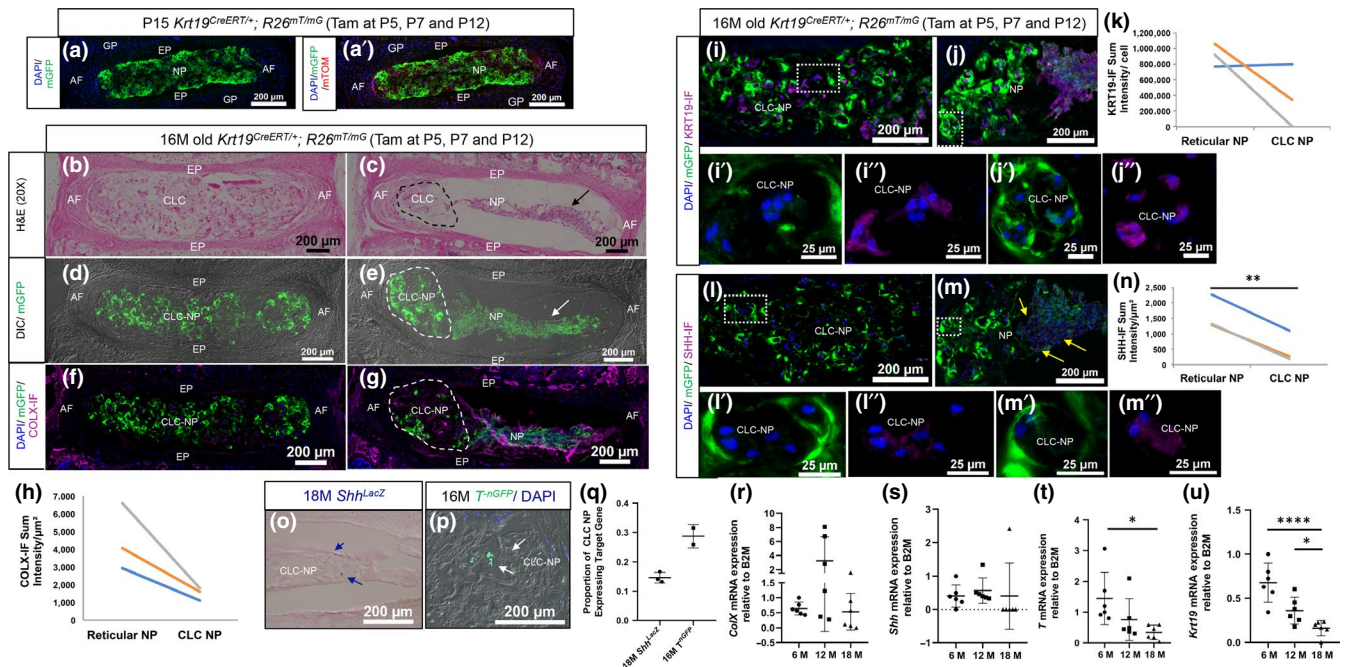 P15 Krt19CreERT/+; R26mT/mG (Tam at P5, P7 and P12)
(a)
GP
EP
AF
NP
AF
EP
200 µm
DAPI/
mGFP
(a′)
GP
EP
AF
NP
AF
EP
GP
200 µm
DAPI/mGFP
/mTOM
16M old Krt19CreERT/+; R26mT/mG (Tam at P5, P7 and P12)
H&E (20X)
(b)
EP
AF
CLC
EP
200 µm
(c)
EP
AF
CLC
NP
AF
EP
200 µm
DIC/ mGFP
(d)
EP
AF
CLC-NP
EP
200 µm
(e)
EP
AF
CLC-NP
NP
AF
EP
200 µm
DAPI/ mGFP/
COLX-IF
(f)
EP
AF
CLC-NP
AF
EP
200 µm
(g)
EP
AF
CLC-NP
NP
AF
EP
200 µm
(h)
COLX-IF Sum
Intensity/µm²
7,000
6,000
5,000
4,000
3,000
2,000
1,000
0
Reticular NP
CLC NP
18M ShhLacZ
(o)
CLC-NP
200 µm
16M T-nGFP/ DAPI
(p)
CLC-NP
200 µm
(q)
Proportion of CLC NP
Expressing Target Gene
0.4
0.3
0.2
0.1
0.0
18M ShhLacZ
16M TnGFP
16M old Krt19CreERT/+; R26mT/mG (Tam at P5, P7 and P12)
DAPI/ mGFP/ KRT19-IF
(i)
CLC-NP
200 µm
(j)
NP
200 µm
(i′)
CLC-NP
25 µm
(i′′)
CLC-NP
25 µm
(j′)
CLC-NP
25 µm
(j′′)
CLC-NP
25 µm
(k)
KRT19-IF Sum
Intensity/ cell
1,200,000
1,000,000
800,000
600,000
400,000
200,000
0
Reticular NP
CLC NP
DAPI/ mGFP/ SHH-IF
(l)
CLC-NP
200 µm
(m)
NP
200 µm
(l′)
CLC-NP
25 µm
(l′′)
CLC-NP
25 µm
(m′)
CLC-NP
25 µm
(m′′)
CLC-NP
25 µm
(n)
**
SHH-IF Sum
Intensity/µm²
2,500
2,000
1,500
1,000
500
0
Reticular NP
CLC NP
(r)
ColX mRNA expression
relative to B2M
10
8
6
4
2
1.0
0.5
0.0
−0.5
6 M
12 M
18 M
(s)
Shh mRNA expression
relative to B2M
3
2
1
0
−1
6 M
12 M
18 M
(t)
*
T mRNA expression
relative to B2M
4
3
2
1
0
6 M
12 M
18 M
(u)
****
*
Krt19 mRNA expression
relative to B2M
1.5
1.0
0.5
0.0
6 M
12 M
18 M